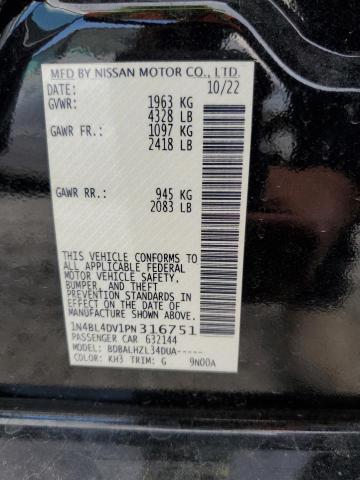 MFD BY NISSAN MOTOR CO., LTD.
DATE: 10/22
GVWR: 1963 KG
4328 LB
GAWR FR: 1097 KG
2418 LB
GAWR RR: 945 KG
2083 LB
THIS VEHICLE CONFORMS TO
ALL APPLICABLE FEDERAL
MOTOR VEHICLE SAFETY,
BUMPER, AND THEFT
PREVENTION STANDARDS IN
EFFECT ON THE DATE OF
MANUFACTURE SHOWN ABOVE.
1N4BL4DV1PN316751
PASSENGER CAR 632144
MODEL: BDBALHZL34DUA-----
COLOR: KH3 TRIM: G 9N00A